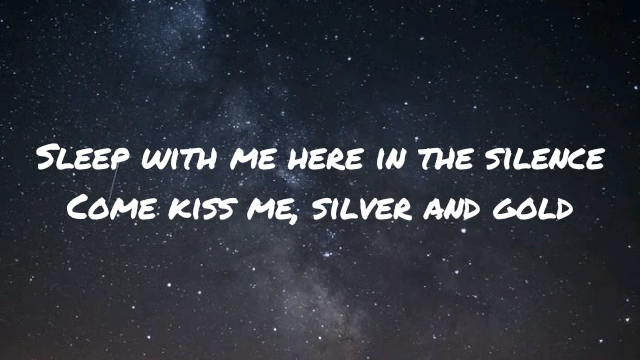 Sleep with me here in the silence
Come kiss me, silver and gold